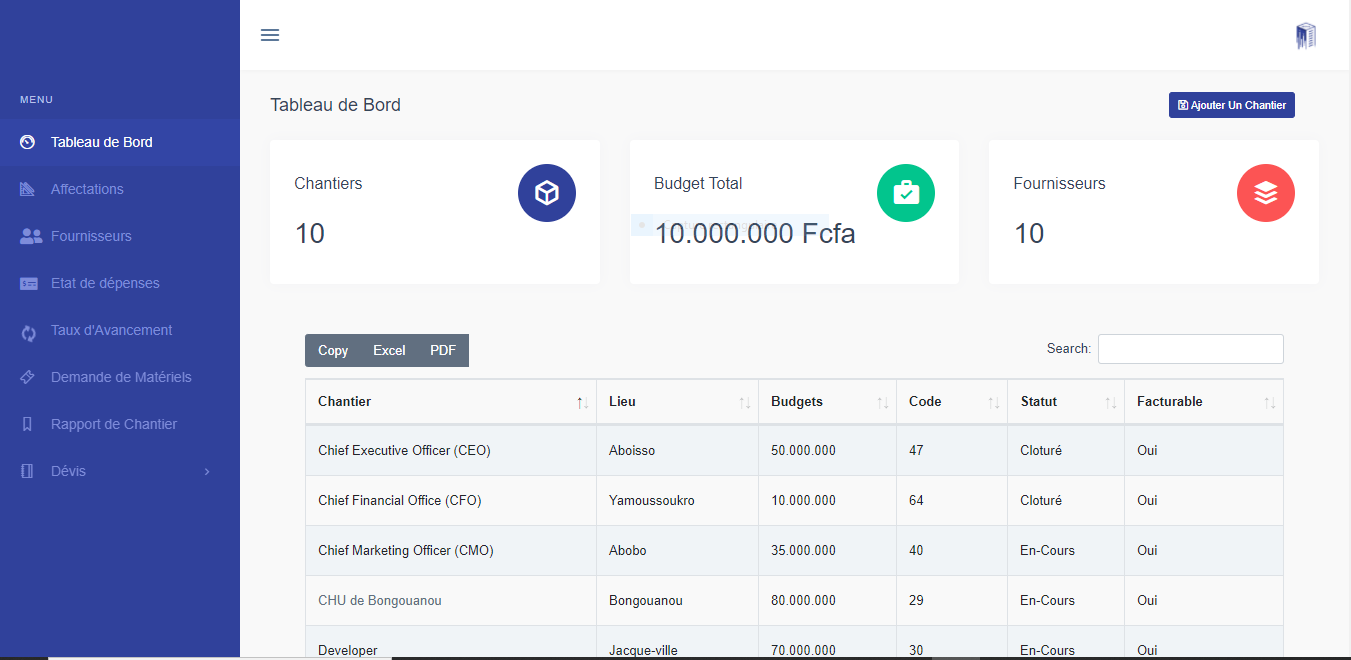 MENU
Tableau de Bord
Affectations
Fournisseurs
Etat de dépenses
Taux d'Avancement
Demande de Matériels
Rapport de Chantier
Dévis
Tableau de Bord
Ajouter Un Chantier
Chantiers
10
Budget Total
10.000.000 Fcfa
Fournisseurs
10
Copy Excel PDF
Search:
Chantier Lieu Budgets Code Statut Facturable
Chief Executive Officer (CEO) Aboisso 50.000.000 47 Cloturé Oui
Chief Financial Office (CFO) Yamoussoukro 10.000.000 64 Cloturé Oui
Chief Marketing Officer (CMO) Abobo 35.000.000 40 En-Cours Oui
CHU de Bongouanou Bongouanou 80.000.000 29 En-Cours Oui
Developer Jacque-ville 70.000.000 30 En-Cours Oui